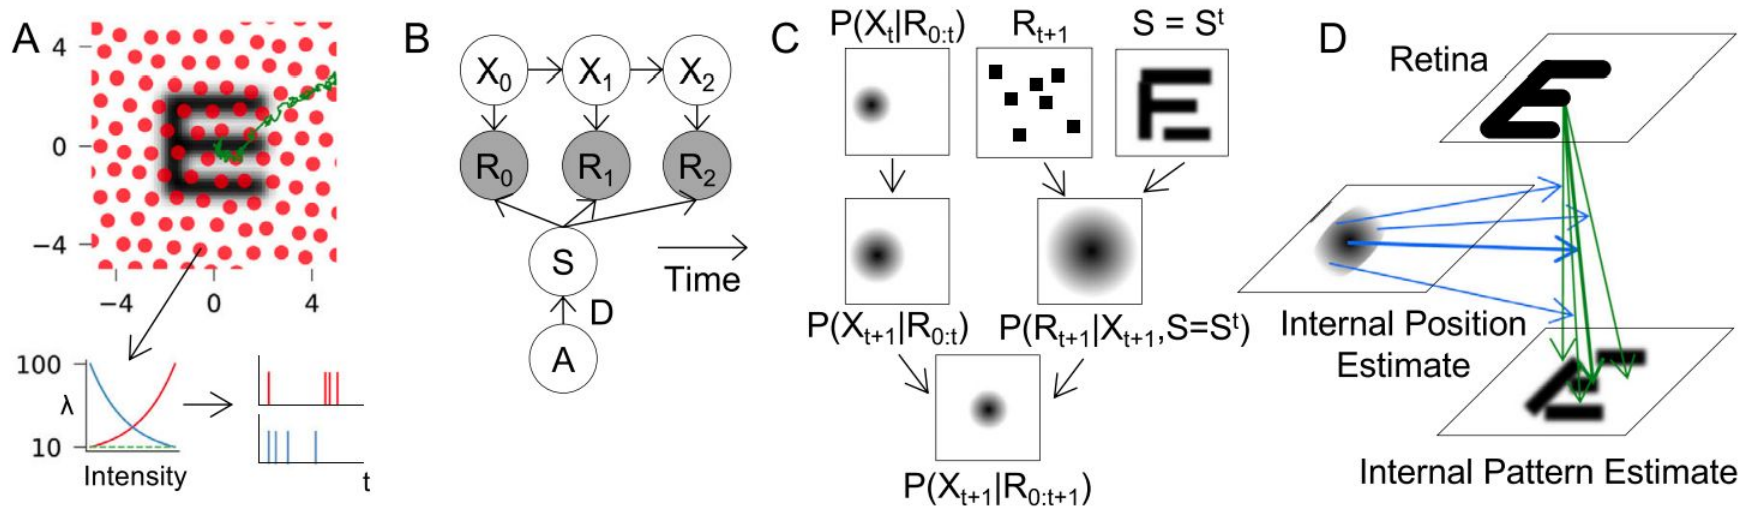 A
4
0
−4
−4
0
4
100
λ
10
Intensity
t
B
X₀
X₁
X₂
R₀
R₁
R₂
S
D
A
Time
C
P(Xₜ|R₀:ₜ)
Rₜ₊₁
S = Sᵗ
P(Xₜ₊₁|R₀:ₜ)
P(Rₜ₊₁|Xₜ₊₁,S=Sᵗ)
P(Xₜ₊₁|R₀:ₜ₊₁)
D
Retina
Internal Position
Estimate
Internal Pattern Estimate